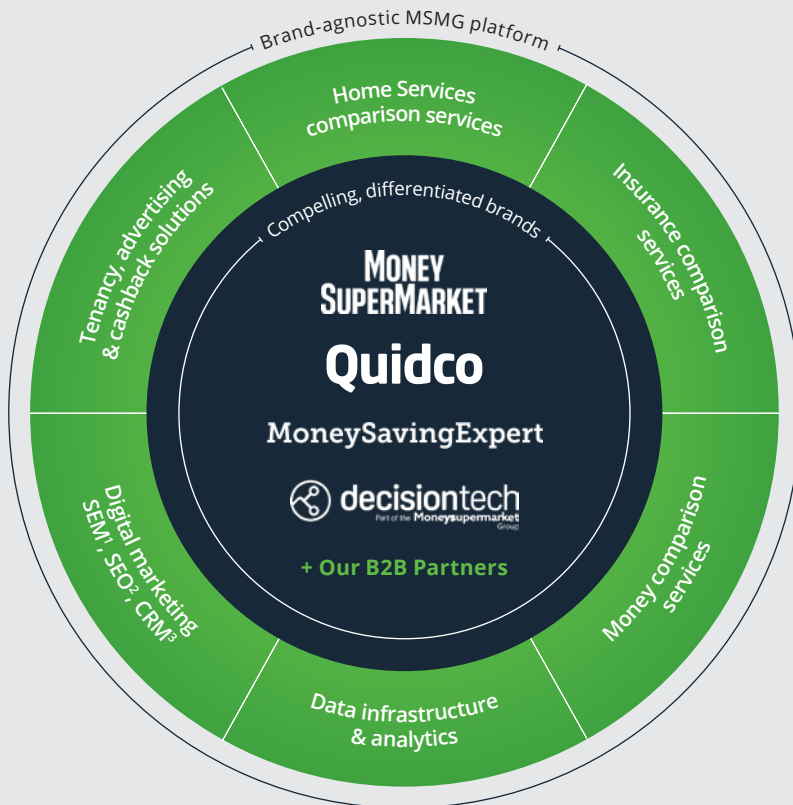 Brand-agnostic MSMG platform
Home Services
comparison services
Insurance comparison
services
Money comparison
services
Data infrastructure
& analytics
Digital marketing
SEM¹, SEO², CRM³
Tenancy, advertising
& cashback solutions
Compelling, differentiated brands
MONEY
SUPERMARKET
Quidco
MoneySavingExpert
decisiontech
Part of the Moneysupermarket
Group
+ Our B2B Partners